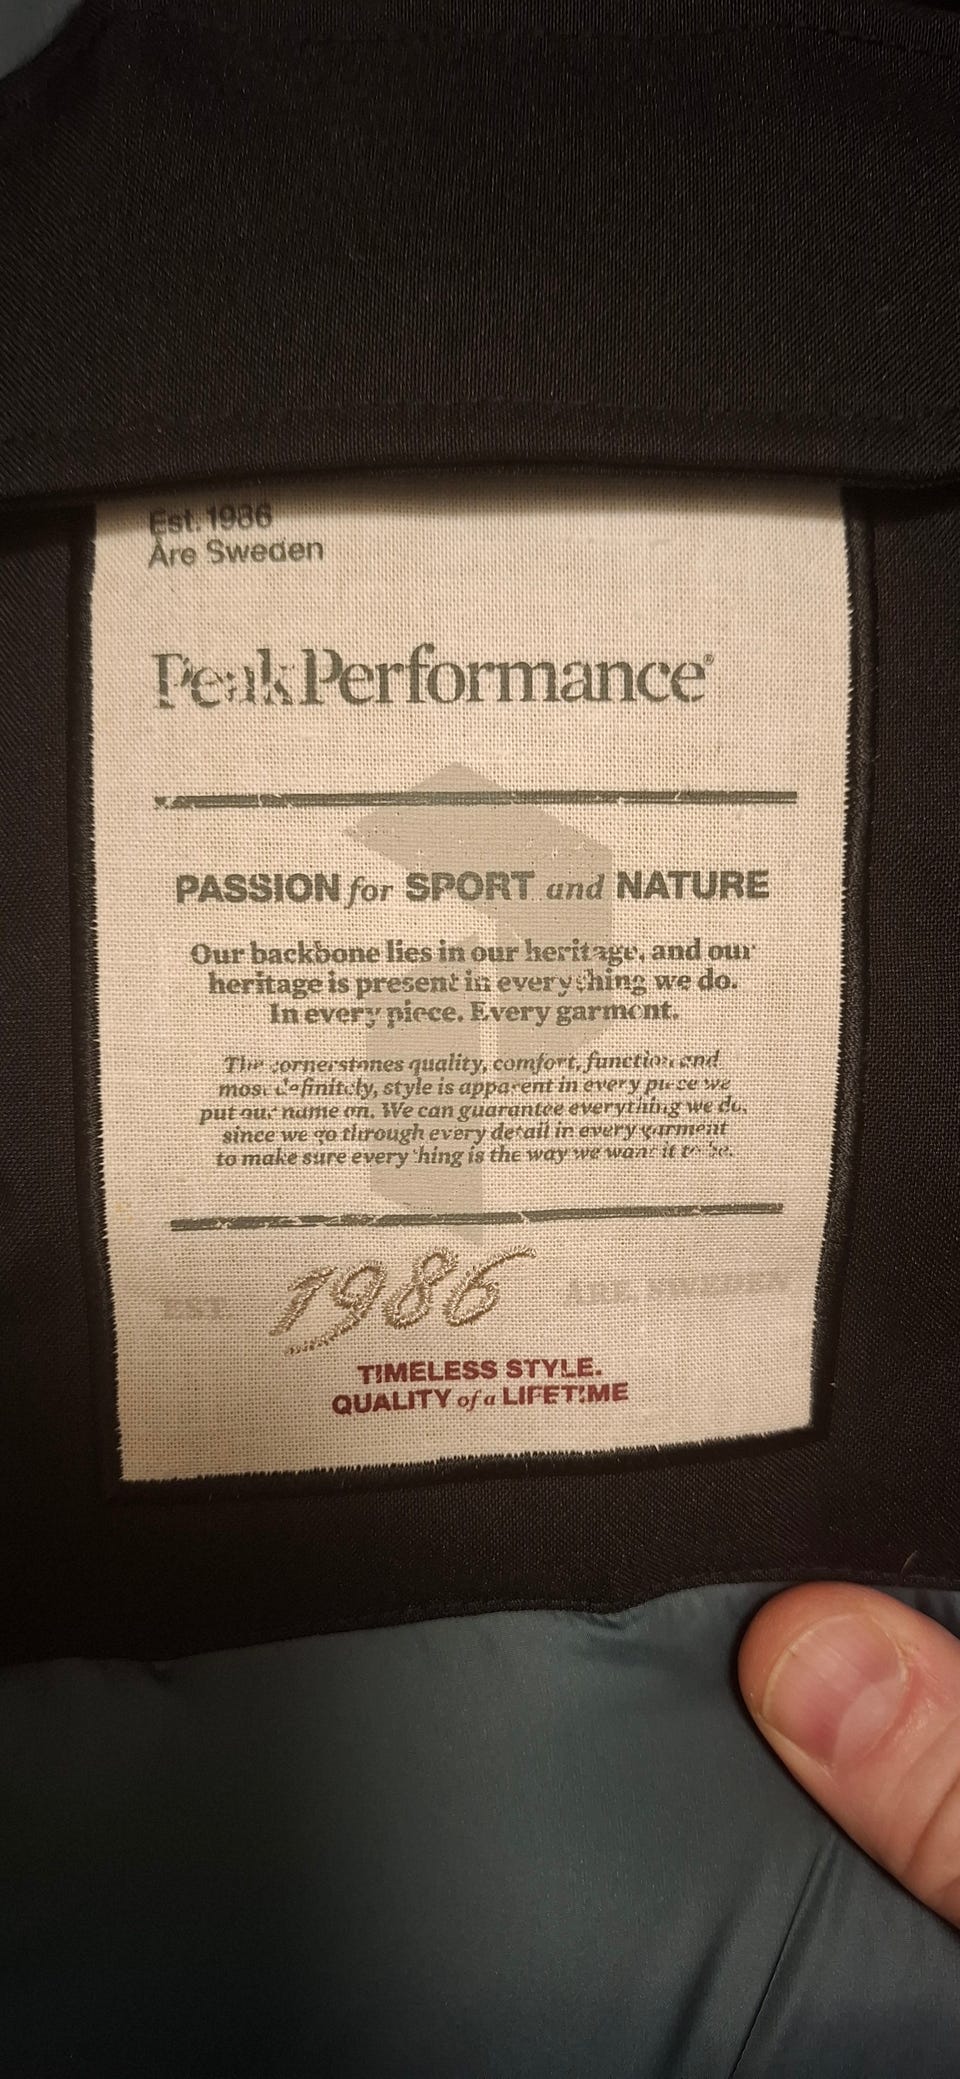 Est. 1986
Åre Sweden
PeakPerformance®
PASSION for SPORT and NATURE
Our backbone lies in our heritage, and our
heritage is present in everything we do.
In every piece. Every garment.
The cornerstones quality, comfort, function and
most definitely, style is apparent in every piece we
put our name on. We can guarantee everything we do,
since we go through every detail in every garment
to make sure everything is the way we want it to be.
EST. 1986 ÅRE, SWEDEN
TIMELESS STYLE.
QUALITY of a LIFETIME